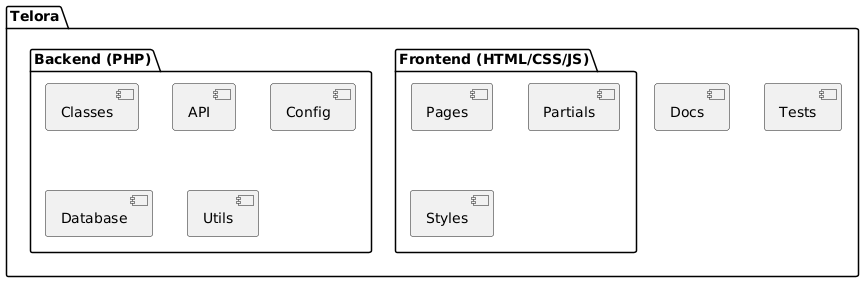 Telora
Backend (PHP)
Classes
API
Config
Database
Utils
Frontend (HTML/CSS/JS)
Pages
Partials
Styles
Docs
Tests